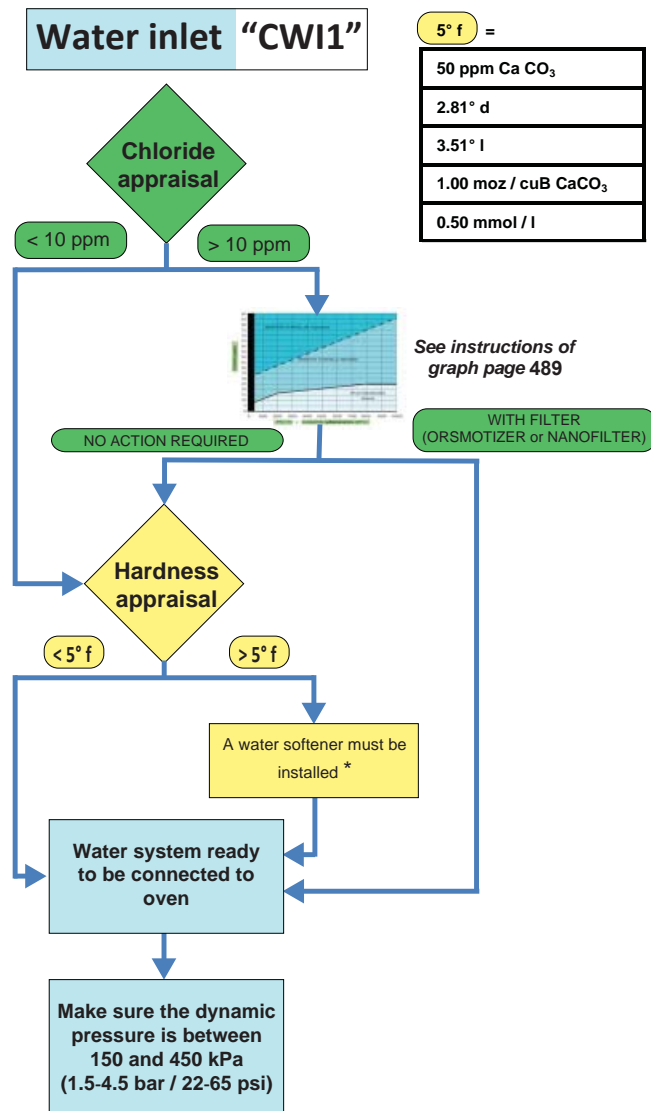 Water inlet “CWI1”
5° f =
50 ppm Ca CO₃
2.81° d
3.51° l
1.00 moz / cuB CaCO₃
0.50 mmol / l
Chloride
appraisal
< 10 ppm
> 10 ppm
See instructions of
graph page 489
NO ACTION REQUIRED
WITH FILTER
(ORSMOTIZER or NANOFILTER)
Hardness
appraisal
< 5° f
> 5° f
A water softener must be
installed *
Water system ready
to be connected to
oven
Make sure the dynamic
pressure is between
150 and 450 kPa
(1.5-4.5 bar / 22-65 psi)